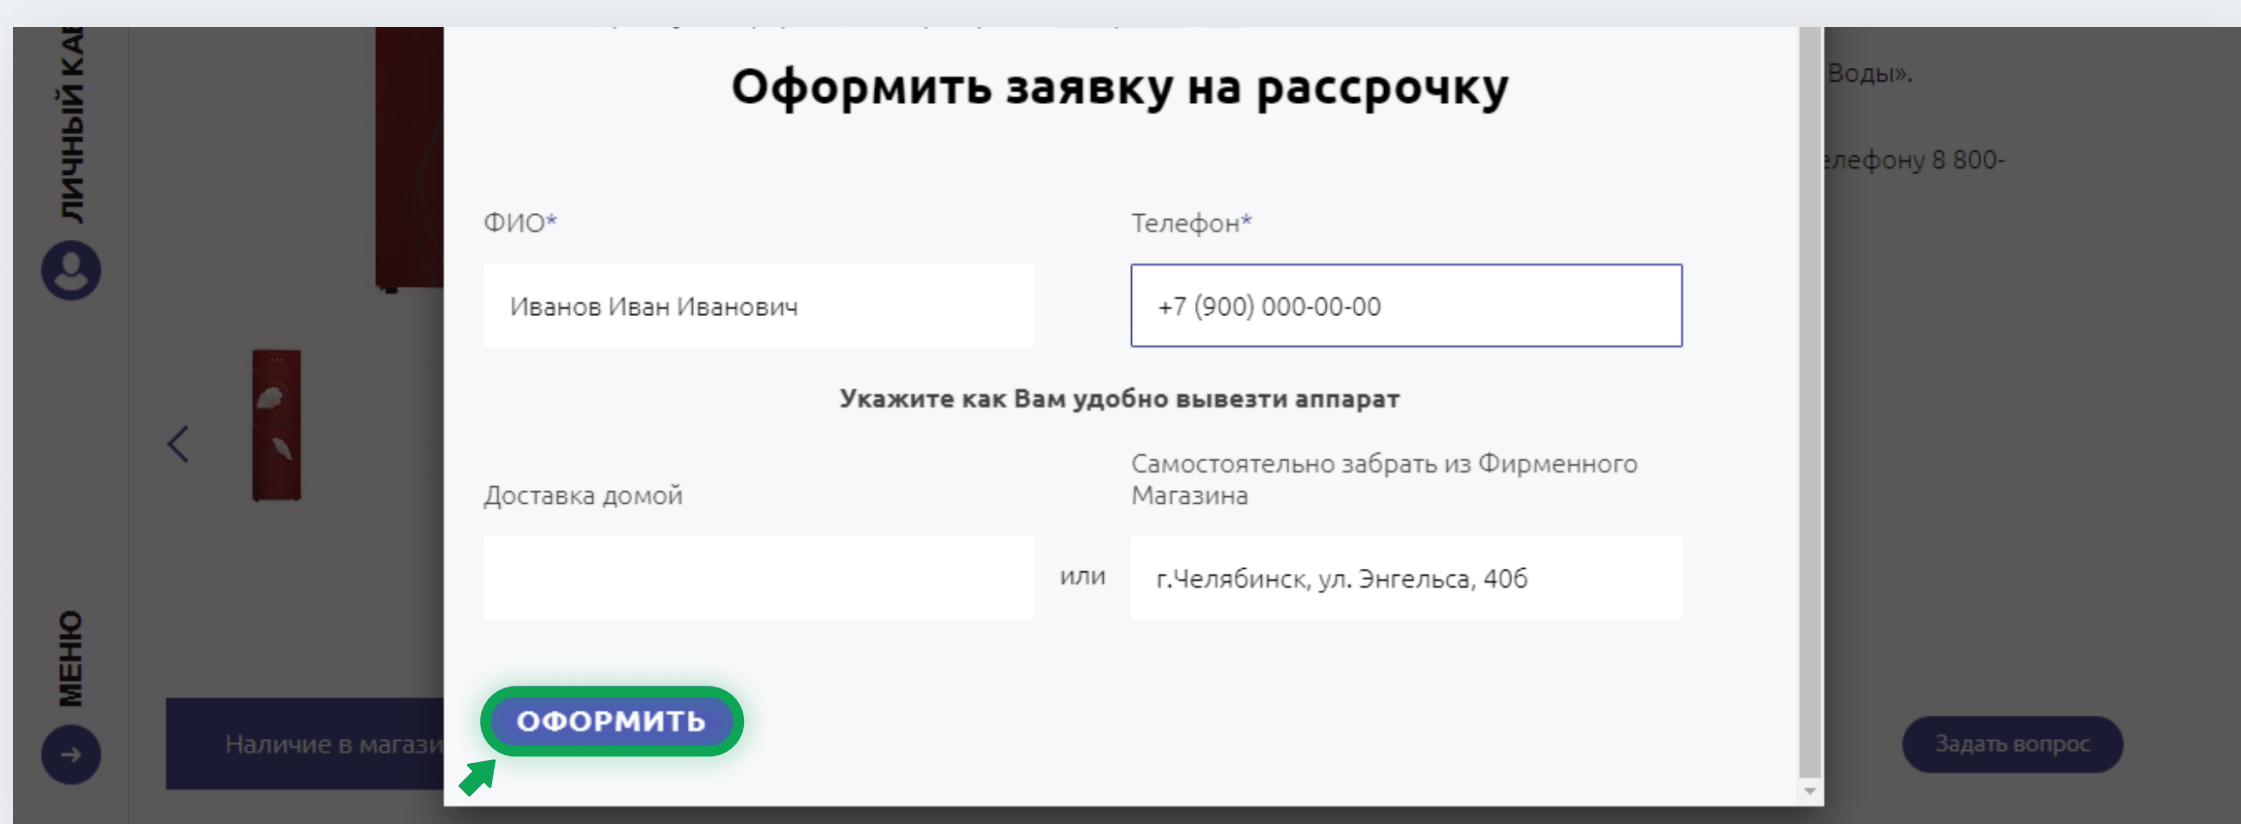 ЛИЧНЫЙ
МЕНЮ
Оформить заявку на рассрочку
ФИО*
Телефон*
Иванов Иван Иванович
+7 (900) 000-00-00
Укажите как Вам удобно вывезти аппарат
Доставка домой
Самостоятельно забрать из Фирменного
Магазина
или
г.Челябинск, ул. Энгельса, 40б
ОФОРМИТЬ
Наличие в магази
Воды».
елефону 8 800-
Задать вопрос